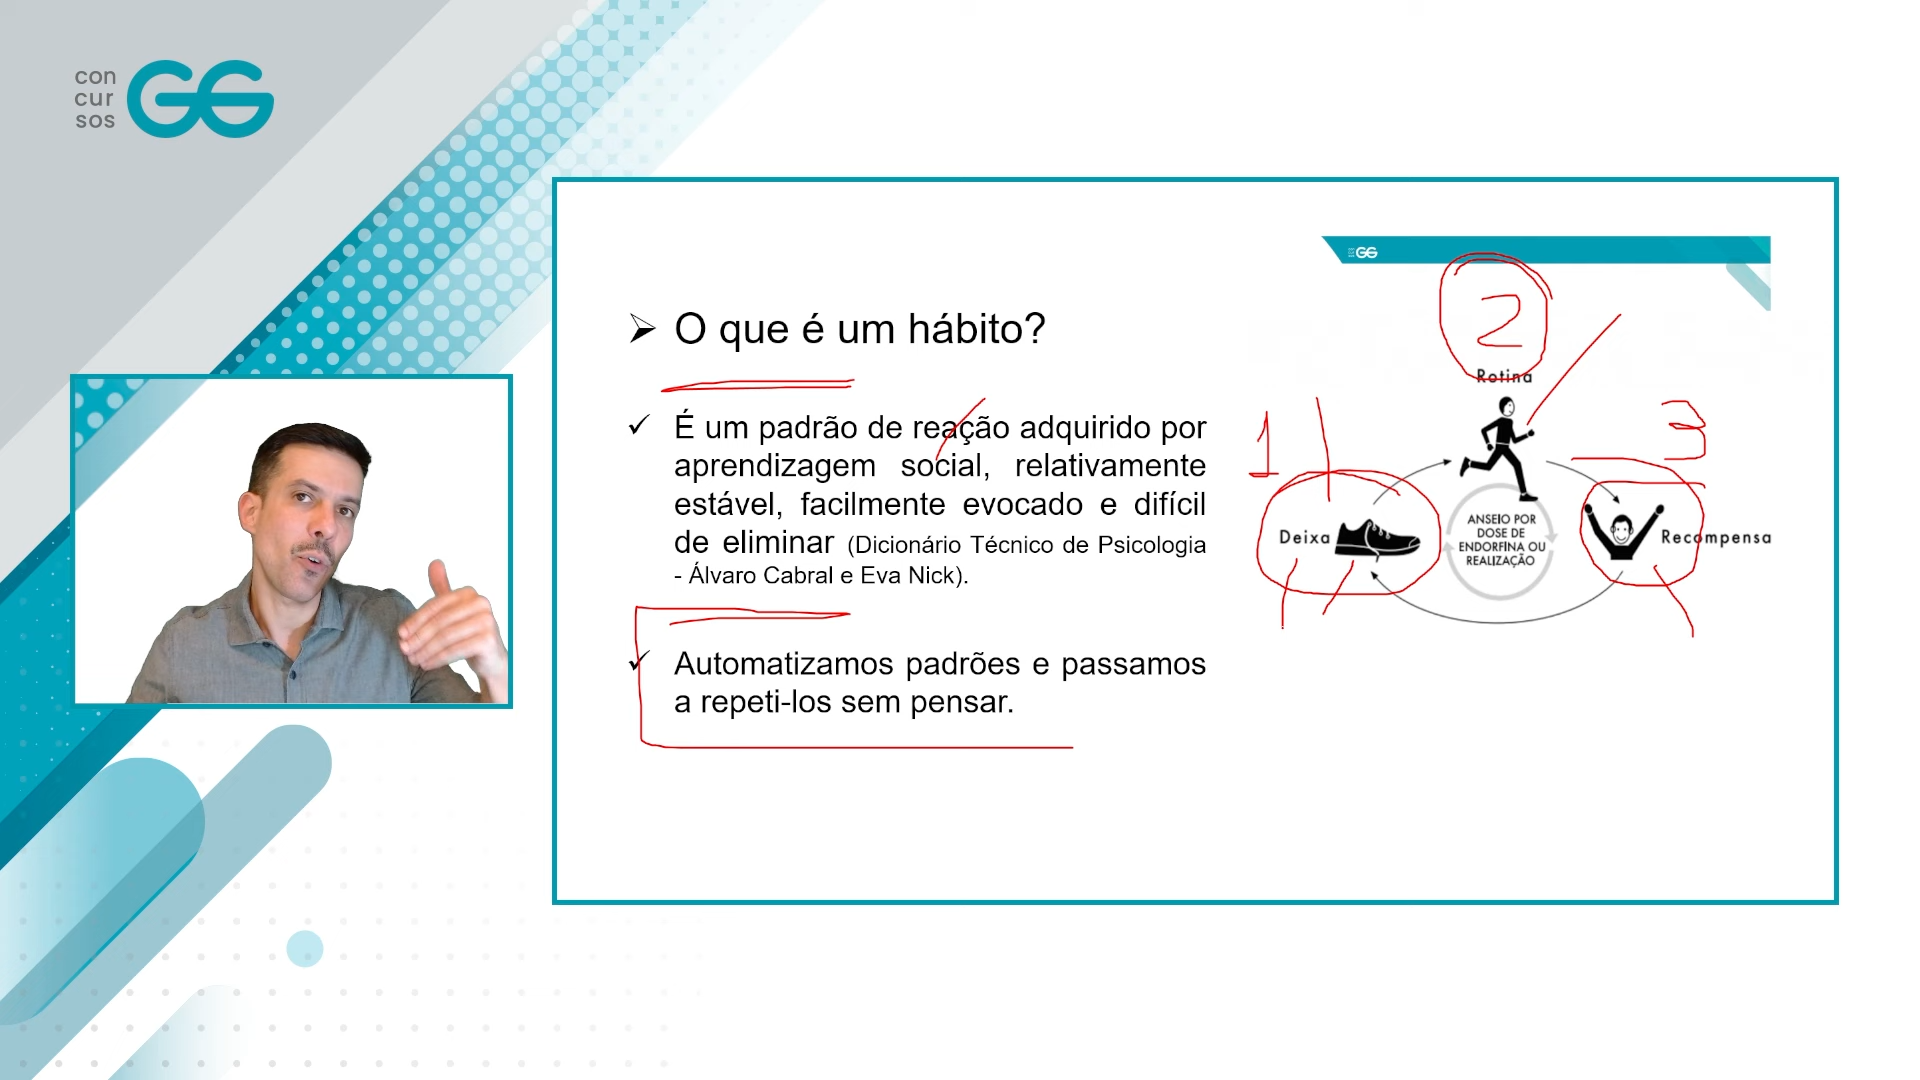 con
cur
sos
GG
GG
O que é um hábito?
É um padrão de reação adquirido por
aprendizagem social, relativamente
estável, facilmente evocado e difícil
de eliminar (Dicionário Técnico de Psicologia
- Álvaro Cabral e Eva Nick).
Automatizamos padrões e passamos
a repeti-los sem pensar.
2
Rotina
1
3
Deixa
ANSEIO POR
DOSE DE
ENDORFINA OU
REALIZAÇÃO
Recompensa